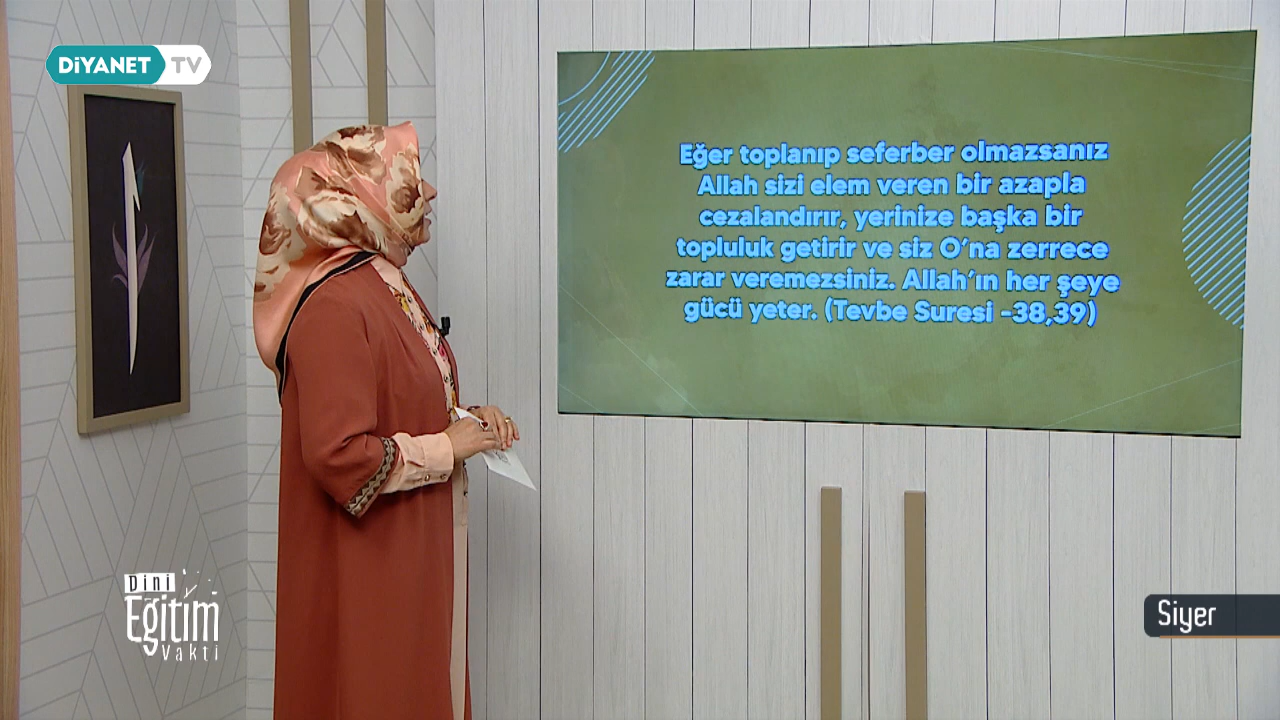 DİYANET TV
Eğer toplanıp seferber olmazsanız
Allah sizi elem veren bir azapla
cezalandırır, yerinize başka bir
topluluk getirir ve siz O'na zerrece
zarar veremezsiniz. Allah'ın her şeye
gücü yeter. (Tevbe Suresi -38,39)
Dini
Eğitim
Vakti
Siyer